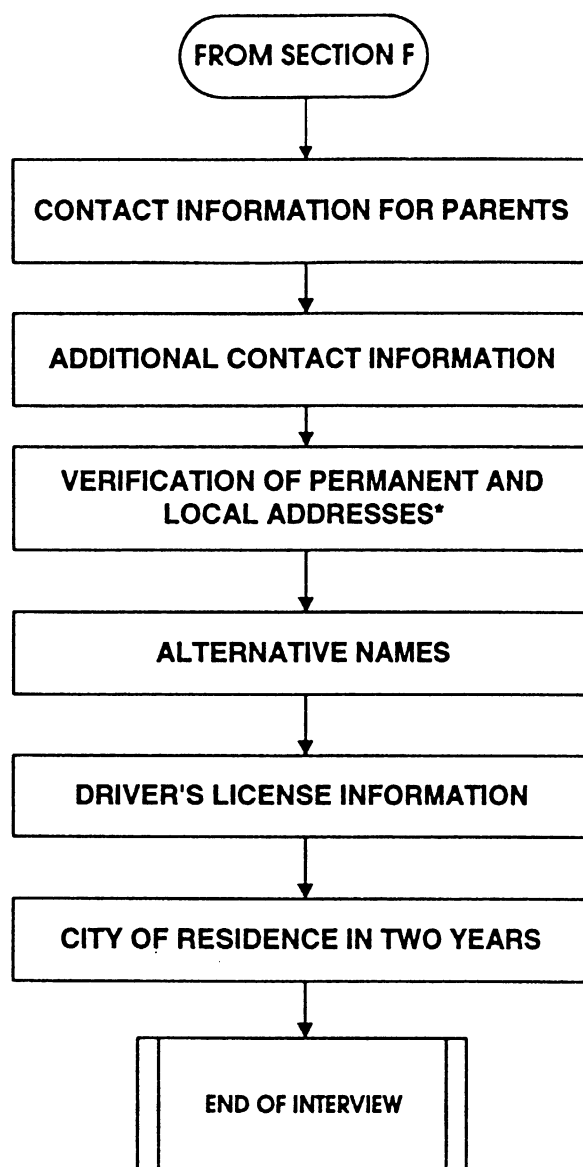 FROM SECTION F
CONTACT INFORMATION FOR PARENTS
ADDITIONAL CONTACT INFORMATION
VERIFICATION OF PERMANENT AND
LOCAL ADDRESSES*
ALTERNATIVE NAMES
DRIVER'S LICENSE INFORMATION
CITY OF RESIDENCE IN TWO YEARS
END OF INTERVIEW